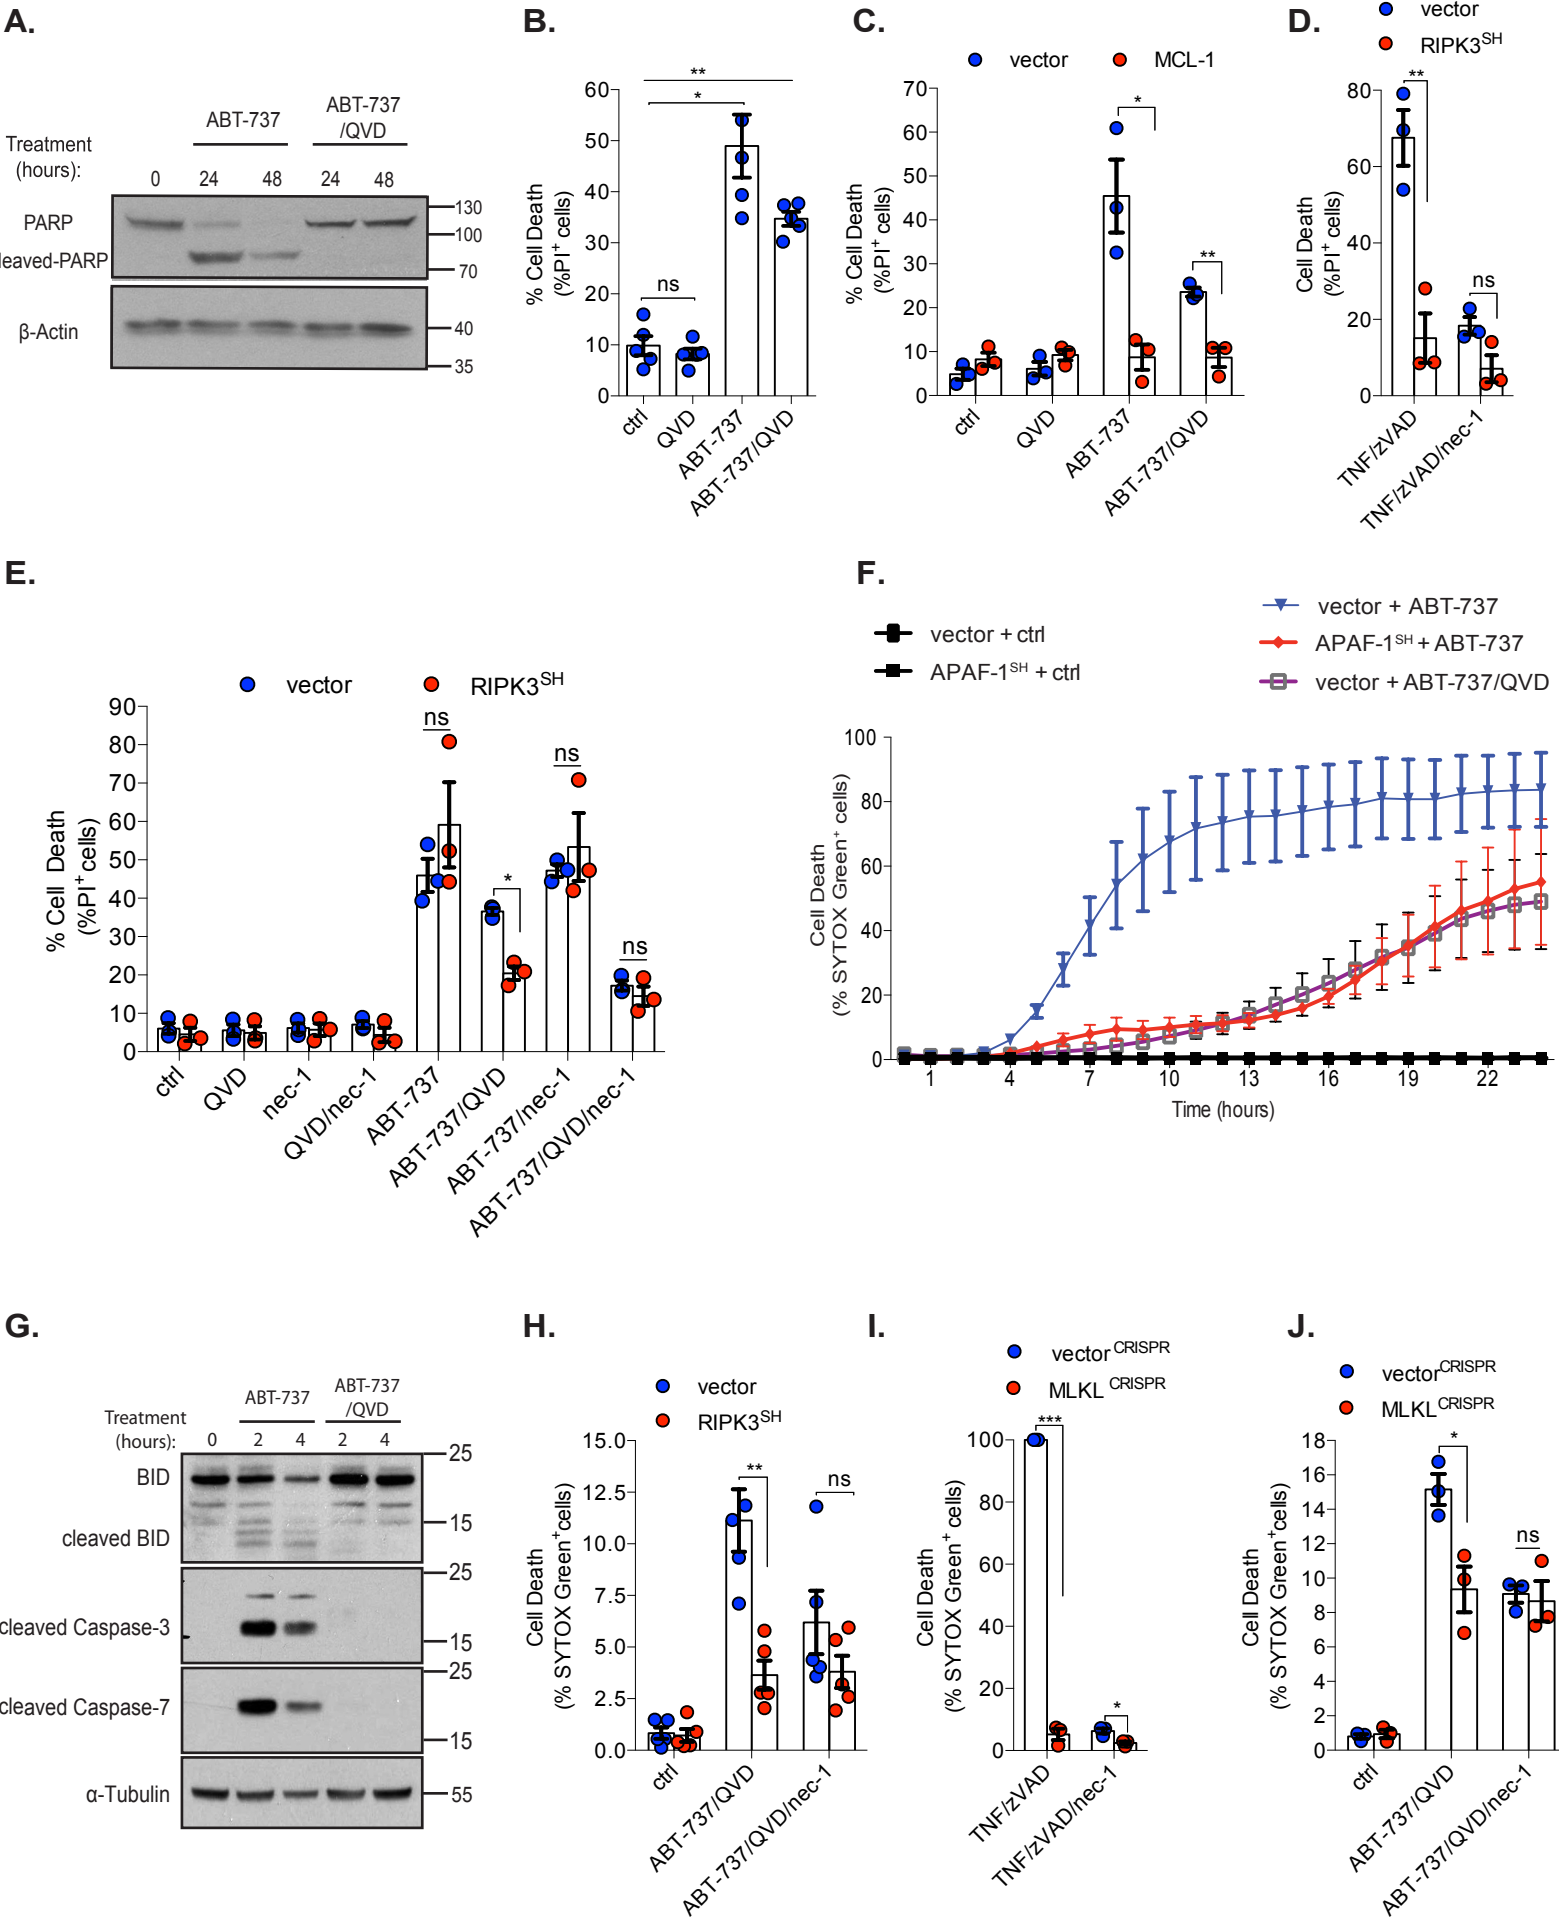 A.
Treatment
(hours):
ABT-737
ABT-737
/QVD
0
24
48
24
48
PARP
leaved-PARP
β-Actin
130
100
70
40
35
B.
% Cell Death
(%PI+ cells)
60
50
40
30
20
10
0
**
*
ns
ctrl
QVD
ABT-737
ABT-737/QVD
C.
vector
MCL-1
% Cell Death
(%PI+ cells)
70
60
50
40
30
20
10
0
*
**
ctrl
QVD
ABT-737
ABT-737/QVD
D.
vector
RIPK3SH
Cell Death
(%PI+ cells)
80
60
40
20
0
**
ns
TNF/zVAD
TNF/zVAD/nec-1
E.
vector
RIPK3SH
% Cell Death
(%PI+ cells)
90
80
70
60
50
40
30
20
10
0
ns
*
ns
ns
ctrl
QVD
nec-1
QVD/nec-1
ABT-737
ABT-737/QVD
ABT-737/nec-1
ABT-737/QVD/nec-1
F.
vector + ctrl
APAF-1SH + ctrl
vector + ABT-737
APAF-1SH + ABT-737
vector + ABT-737/QVD
Cell Death
(% SYTOX Green+ cells)
100
80
60
40
20
0
1
4
7
10
13
16
19
22
Time (hours)
G.
Treatment
(hours):
ABT-737
ABT-737
/QVD
0
2
4
2
4
BID
cleaved BID
cleaved Caspase-3
cleaved Caspase-7
α-Tubulin
25
15
25
15
25
15
55
H.
vector
RIPK3SH
Cell Death
(% SYTOX Green+cells)
15.0
12.5
10.0
7.5
5.0
2.5
0.0
**
ns
ctrl
ABT-737/QVD
ABT-737/QVD/nec-1
I.
vectorCRISPR
MLKL CRISPR
Cell Death
(% SYTOX Green+ cells)
100
80
60
40
20
0
***
*
TNF/zVAD
TNF/zVAD/nec-1
J.
vectorCRISPR
MLKLCRISPR
Cell Death
(% SYTOX Green+cells)
18
16
14
12
10
8
6
4
2
0
*
ns
ctrl
ABT-737/QVD
ABT-737/QVD/nec-1